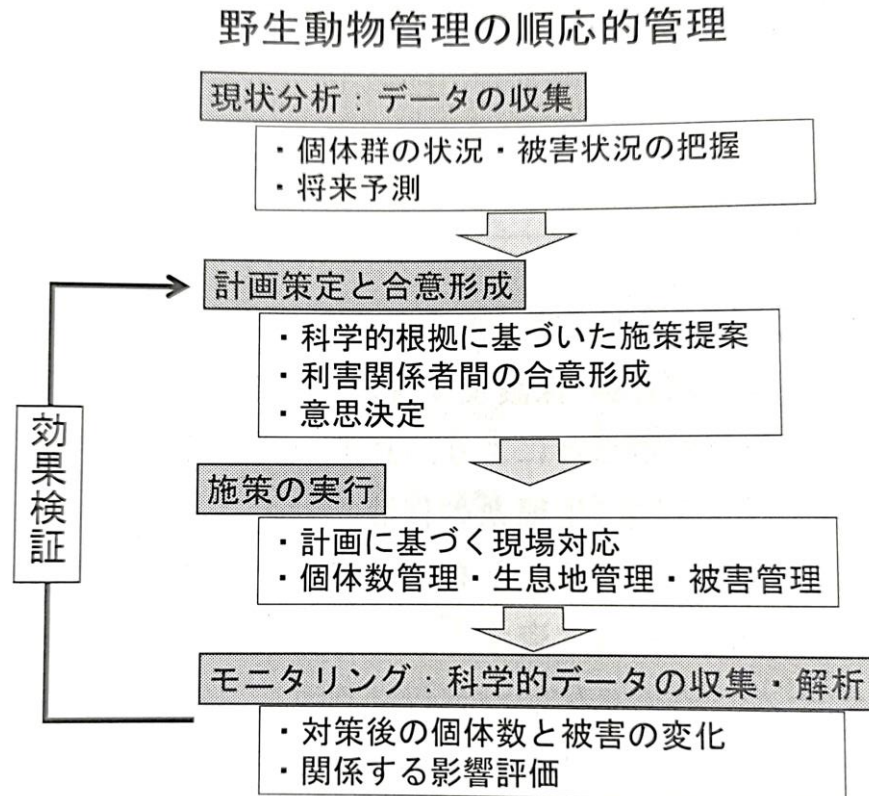 野生動物管理の順応的管理
現状分析：データの収集
・個体群の状況・被害状況の把握
・将来予測
計画策定と合意形成
・科学的根拠に基づいた施策提案
・利害関係者間の合意形成
・意思決定
効果検証
施策の実行
・計画に基づく現場対応
・個体数管理・生息地管理・被害管理
モニタリング：科学的データの収集・解析
・対策後の個体数と被害の変化
・関係する影響評価